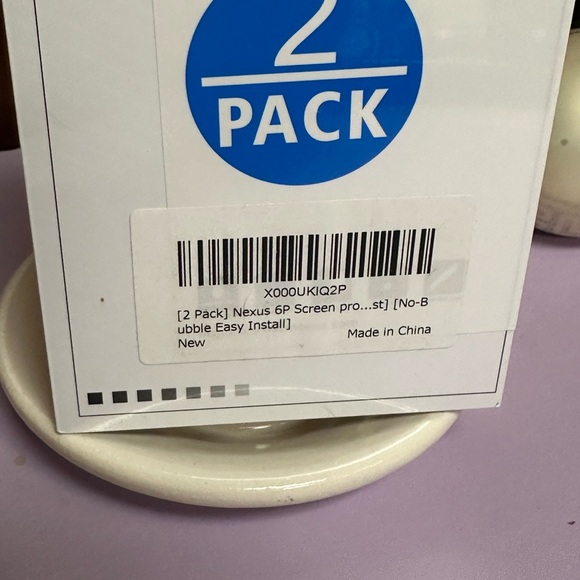 2
PACK
X000UKIQ2P
[2 Pack] Nexus 6P Screen pro...st] [No-B
ubble Easy Install]
New Made in China